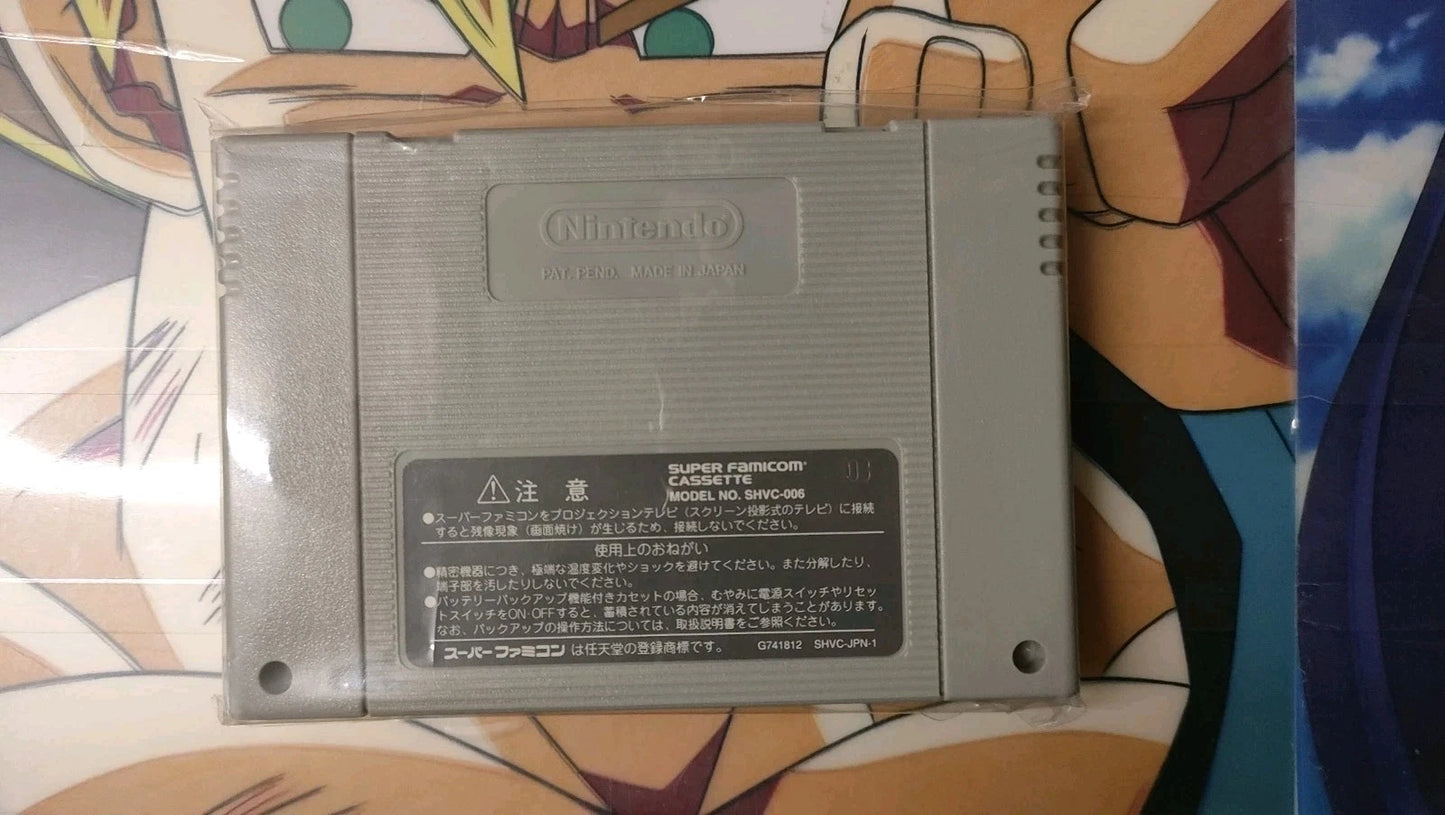 Nintendo
PAT. PEND. MADE IN JAPAN
⚠注意
SUPER FAMICOM
CASSETTE
MODEL NO. SHVC-006
●スーパーファミコンをプロジェクションテレビ（スクリーン投影式のテレビ）に接続
すると残像現象（画面焼け）が生じるため、接続しないでください。
使用上のおねがい
●精密機器につき、極端な温度変化やショックを避けてください。また分解したり、
端子部を汚したりしないでください。
●バッテリーバックアップ機能付きカセットの場合、むやみに電源スイッチやリセッ
トスイッチをON・OFFすると、蓄積されている内容が消えてしまうことがあります。
なお、バックアップの操作方法については、取扱説明書をご参照ください。
スーパーファミコン は任天堂の登録商標です。
G741812 SHVC-JPN-1